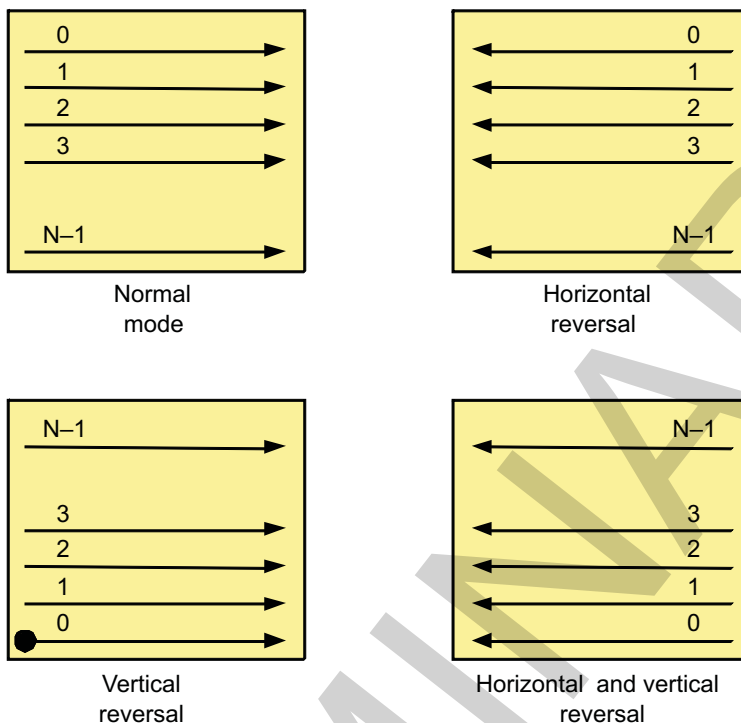 0
1
2
3
N–1
Normal
mode
0
1
2
3
N–1
Horizontal
reversal
N–1
3
2
1
0
Vertical
reversal
N–1
3
2
1
0
Horizontal and vertical
reversal
MINAR